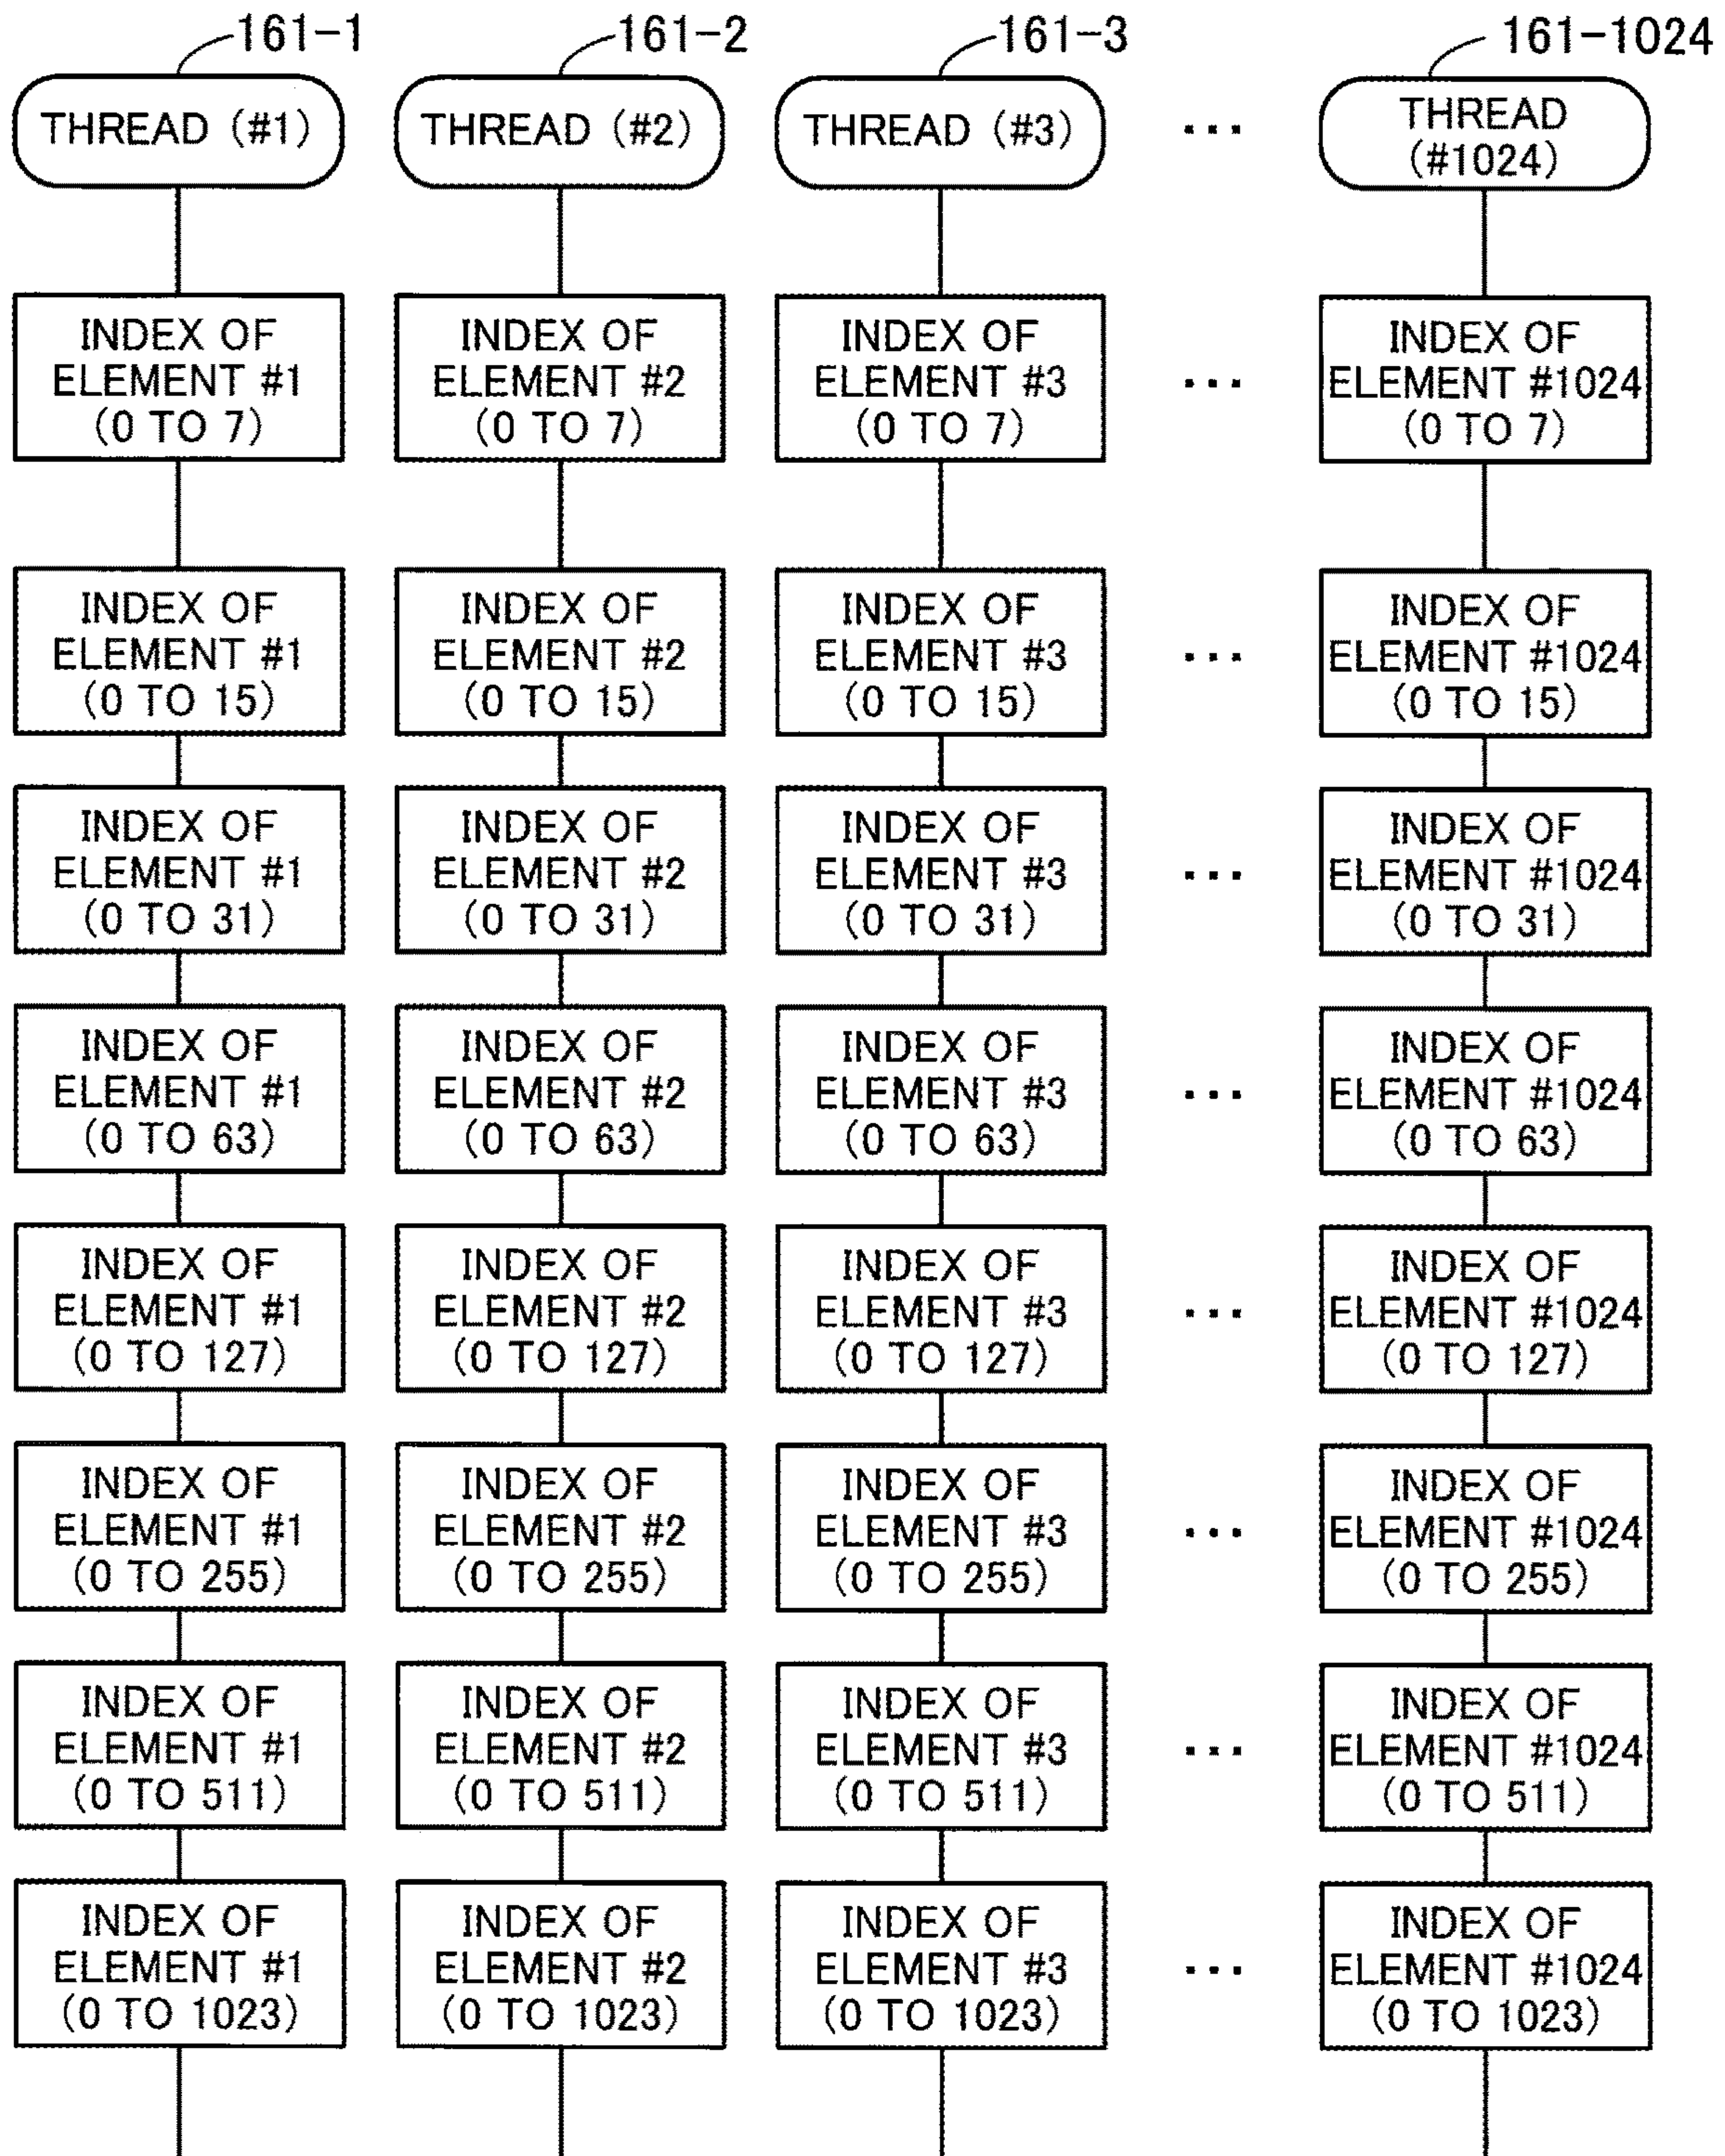 161-1
161-2
161-3
161-1024
THREAD (#1)
THREAD (#2)
THREAD (#3)
...
THREAD
(#1024)
INDEX OF
ELEMENT #1
(0 TO 7)
INDEX OF
ELEMENT #2
(0 TO 7)
INDEX OF
ELEMENT #3
(0 TO 7)
...
INDEX OF
ELEMENT #1024
(0 TO 7)
INDEX OF
ELEMENT #1
(0 TO 15)
INDEX OF
ELEMENT #2
(0 TO 15)
INDEX OF
ELEMENT #3
(0 TO 15)
...
INDEX OF
ELEMENT #1024
(0 TO 15)
INDEX OF
ELEMENT #1
(0 TO 31)
INDEX OF
ELEMENT #2
(0 TO 31)
INDEX OF
ELEMENT #3
(0 TO 31)
...
INDEX OF
ELEMENT #1024
(0 TO 31)
INDEX OF
ELEMENT #1
(0 TO 63)
INDEX OF
ELEMENT #2
(0 TO 63)
INDEX OF
ELEMENT #3
(0 TO 63)
...
INDEX OF
ELEMENT #1024
(0 TO 63)
INDEX OF
ELEMENT #1
(0 TO 127)
INDEX OF
ELEMENT #2
(0 TO 127)
INDEX OF
ELEMENT #3
(0 TO 127)
...
INDEX OF
ELEMENT #1024
(0 TO 127)
INDEX OF
ELEMENT #1
(0 TO 255)
INDEX OF
ELEMENT #2
(0 TO 255)
INDEX OF
ELEMENT #3
(0 TO 255)
...
INDEX OF
ELEMENT #1024
(0 TO 255)
INDEX OF
ELEMENT #1
(0 TO 511)
INDEX OF
ELEMENT #2
(0 TO 511)
INDEX OF
ELEMENT #3
(0 TO 511)
...
INDEX OF
ELEMENT #1024
(0 TO 511)
INDEX OF
ELEMENT #1
(0 TO 1023)
INDEX OF
ELEMENT #2
(0 TO 1023)
INDEX OF
ELEMENT #3
(0 TO 1023)
...
INDEX OF
ELEMENT #1024
(0 TO 1023)